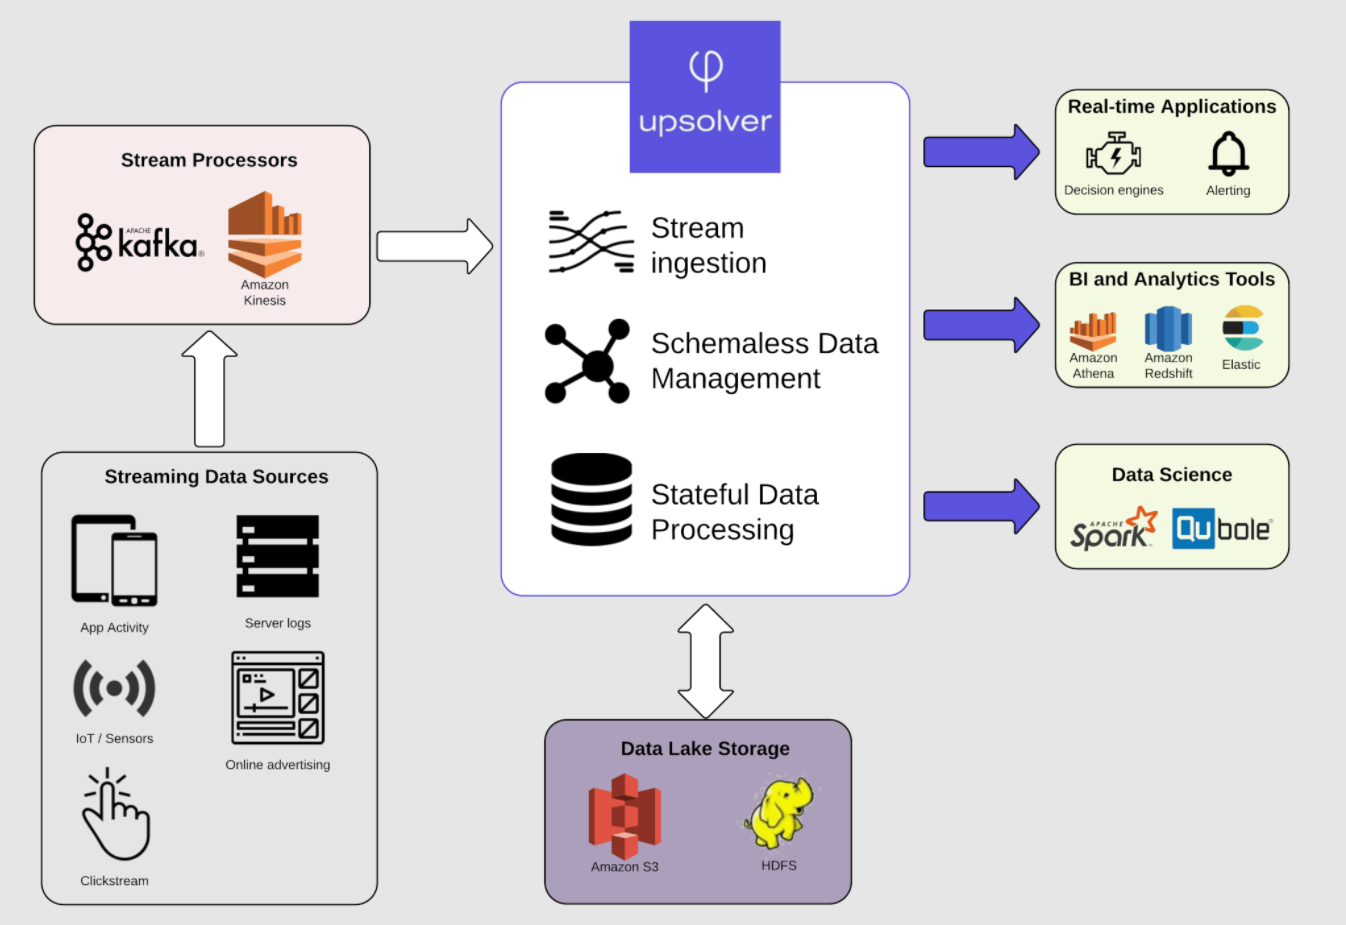 φ
upsolver
Stream Processors
APACHE
kafka®
Amazon
Kinesis
Streaming Data Sources
App Activity
Server logs
IoT / Sensors
Online advertising
Clickstream
Stream
ingestion
Schemaless Data
Management
Stateful Data
Processing
Data Lake Storage
Amazon S3
HDFS
Real-time Applications
Decision engines
Alerting
BI and Analytics Tools
Amazon
Athena
Amazon
Redshift
Elastic
Data Science
APACHE
Spark™
Qubole®